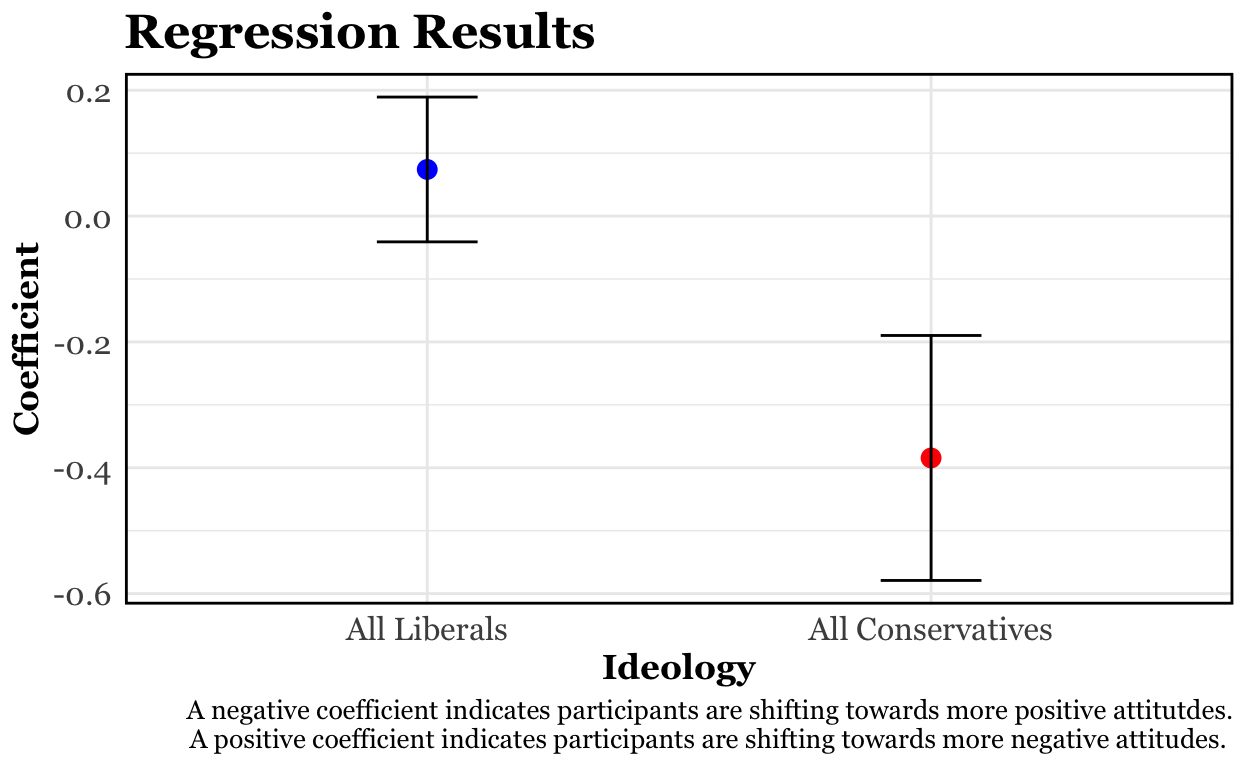 Regression Results
0.2
0.0
-0.2
-0.4
-0.6
Coefficient
All Liberals
All Conservatives
Ideology
A negative coefficient indicates participants are shifting towards more positive attitutdes.
A positive coefficient indicates participants are shifting towards more negative attitudes.